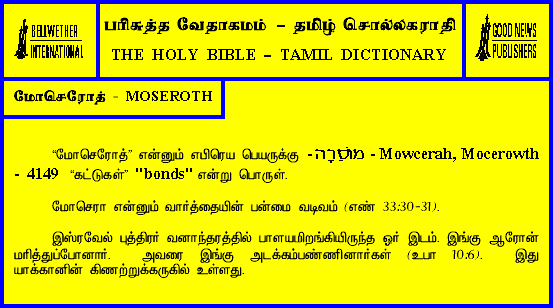 BELLWETHER
INTERNATIONAL
பரிசுத்த வேதாகமம் – தமிழ் சொல்லகராதி
THE HOLY BIBLE – TAMIL DICTIONARY
GOOD NEWS
PUBLISHERS
மோசெரோத் - MOSEROTH
“மோசெரோத்” என்னும் எபிரெய பெயருக்கு - מוֹסֵרָה - Mowcerah, Mocerowth
- 4149 “கட்டுகள்” "bonds" என்று பொருள்.
மோசெரா என்னும் வார்த்தையின் பன்மை வடிவம் (எண் 33:30-31).
இஸ்ரவேல் புத்திரர் வனாந்தரத்தில் பாளயமிறங்கியிருந்த ஓர் இடம். இங்கு ஆரோன்
மரித்துப்போனார். அவரை இங்கு அடக்கம்பண்ணினார்கள் (உபா 10:6). இது
யாக்கானின் கிணற்றுக்கருகில் உள்ளது.